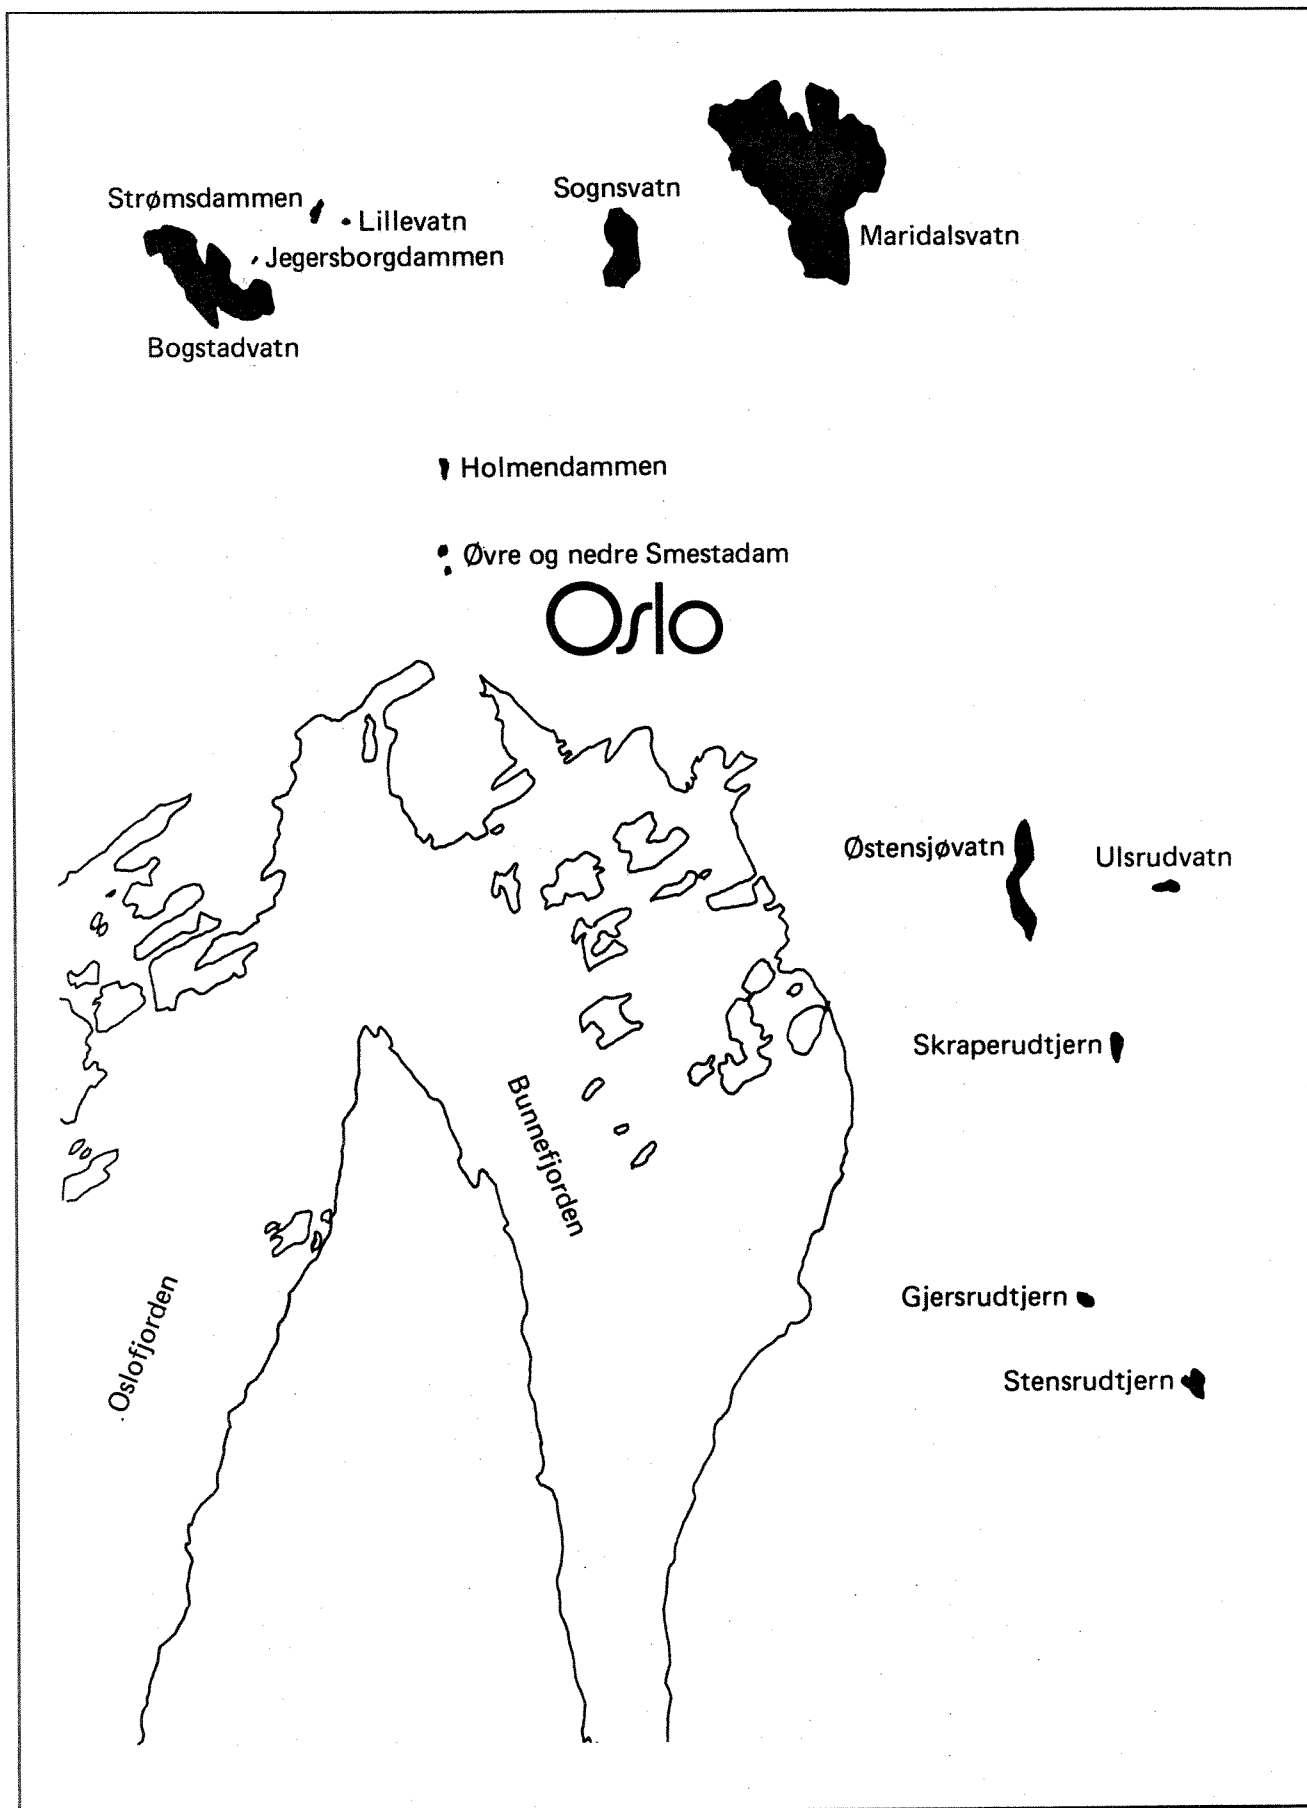 Sognsvatn
Strømsdammen
Lillevatn
Maridalsvatn
Jegersborgdammen
Bogstadvatn
Holmendammen
Øvre og nedre Smestadam
Oslo
Østensjøvatn
Ulsrudvatn
Skraperudtjern
Bunnefjorden
Gjersrudtjern
Oslofjorden
Stensrudtjern